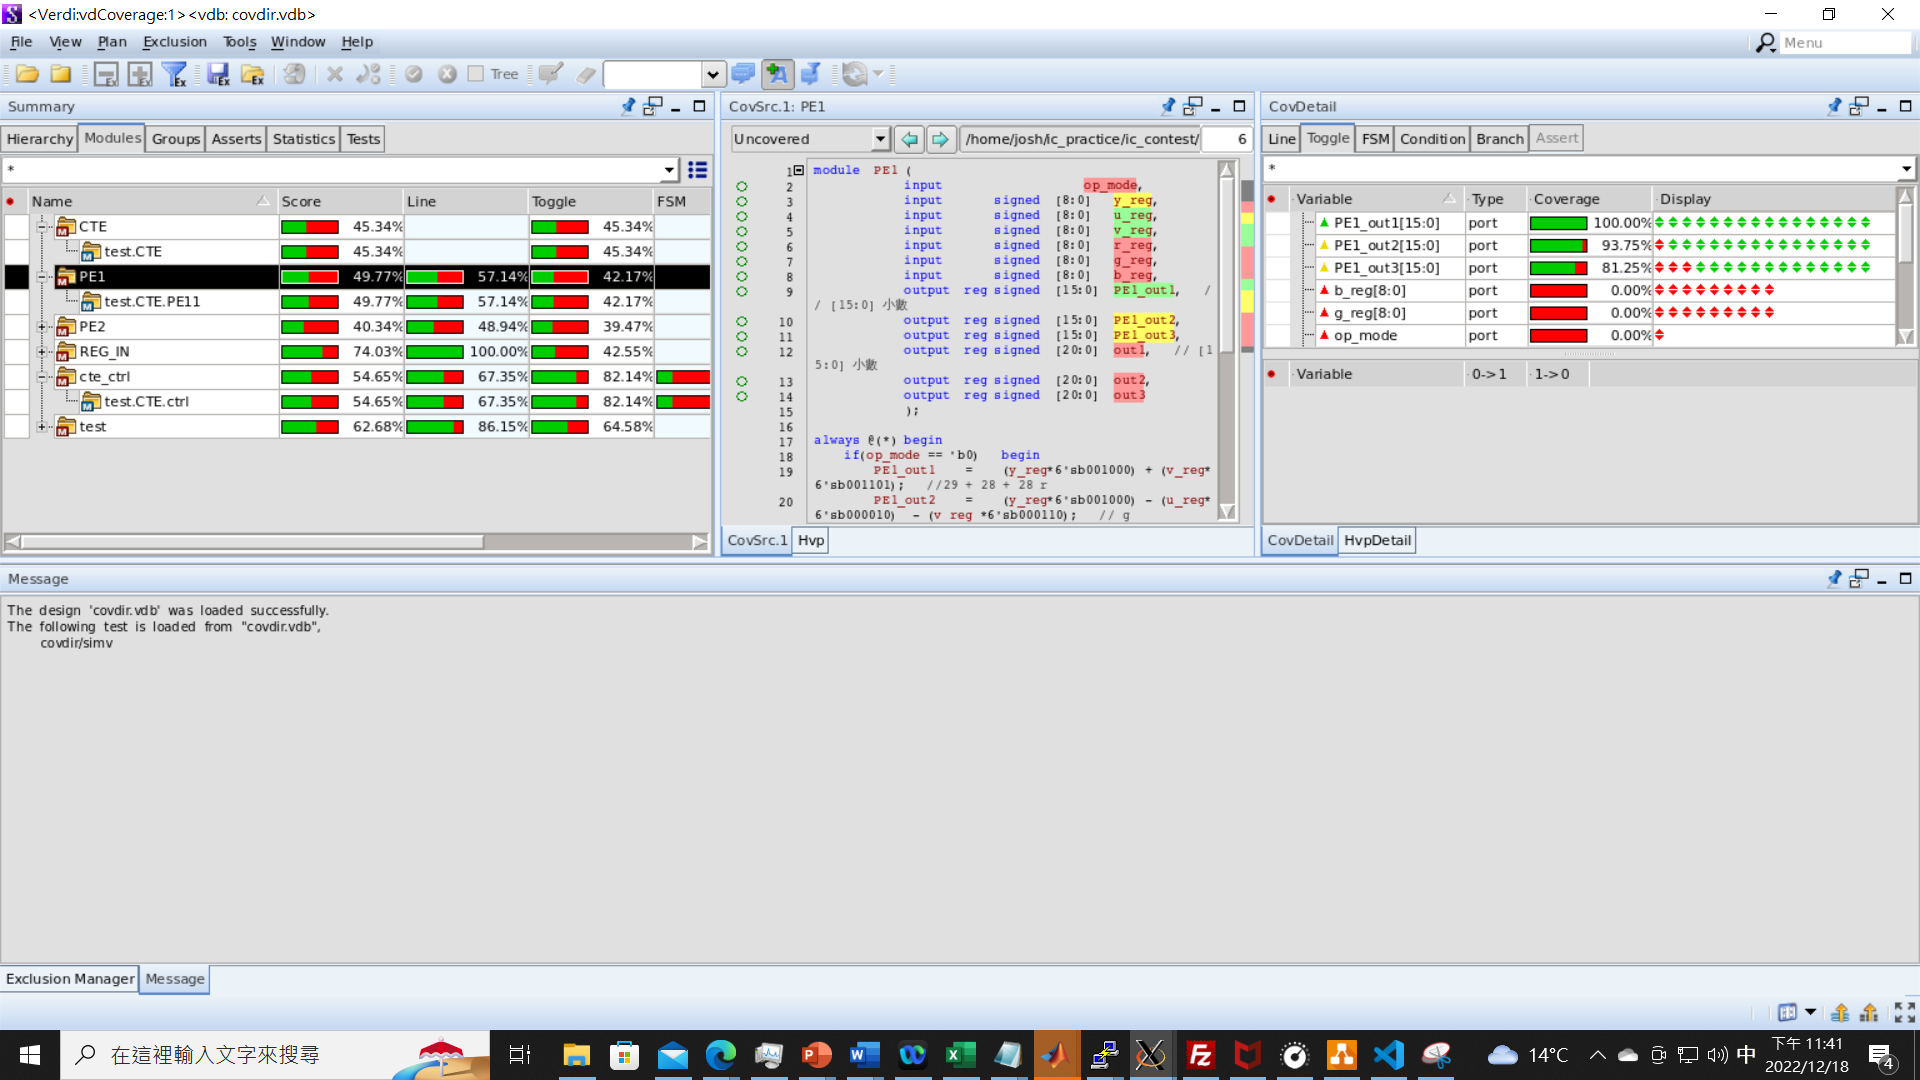 <Verdi:vdCoverage:1><vdb: covdir.vdb>
File View Plan Exclusion Tools Window Help
Menu
Tree
Summary
Hierarchy Modules Groups Asserts Statistics Tests
*
Name Score Line Toggle FSM
CTE 45.34% 45.34%
test.CTE 45.34% 45.34%
PE1 49.77% 57.14% 42.17%
test.CTE.PE11 49.77% 57.14% 42.17%
PE2 40.34% 48.94% 39.47%
REG_IN 74.03% 100.00% 42.55%
cte_ctrl 54.65% 67.35% 82.14%
test.CTE.ctrl 54.65% 67.35% 82.14%
test 62.68% 86.15% 64.58%
CovSrc.1: PE1
Uncovered /home/josh/ic_practice/ic_contest/ 6
1 module PE1 (
2 input op_mode,
3 input signed [8:0] y_reg,
4 input signed [8:0] u_reg,
5 input signed [8:0] v_reg,
6 input signed [8:0] r_reg,
7 input signed [8:0] g_reg,
8 input signed [8:0] b_reg,
9 output reg signed [15:0] PE1_out1, /
/ [15:0] 小數
10 output reg signed [15:0] PE1_out2,
11 output reg signed [15:0] PE1_out3,
12 output reg signed [20:0] out1, // [1
5:0] 小數
13 output reg signed [20:0] out2,
14 output reg signed [20:0] out3
15 );
16
17 always @(*) begin
18 if(op_mode == 'b0) begin
19 PE1_out1 = (y_reg*6'sb001000) + (v_reg*
6'sb001101); //29 + 28 + 28 r
20 PE1_out2 = (y_reg*6'sb001000) - (u_reg*
6'sb000010) - (v_reg *6'sb000110); // g
CovSrc.1 Hvp
CovDetail
Line Toggle FSM Condition Branch Assert
*
Variable Type Coverage Display
PE1_out1[15:0] port 100.00%
PE1_out2[15:0] port 93.75%
PE1_out3[15:0] port 81.25%
b_reg[8:0] port 0.00%
g_reg[8:0] port 0.00%
op_mode port 0.00%
Variable 0->1 1->0
CovDetail HvpDetail
Message
The design 'covdir.vdb' was loaded successfully.
The following test is loaded from "covdir.vdb",
covdir/simv
Exclusion Manager Message
在這裡輸入文字來搜尋
14°C 中 下午 11:41
2022/12/18
4